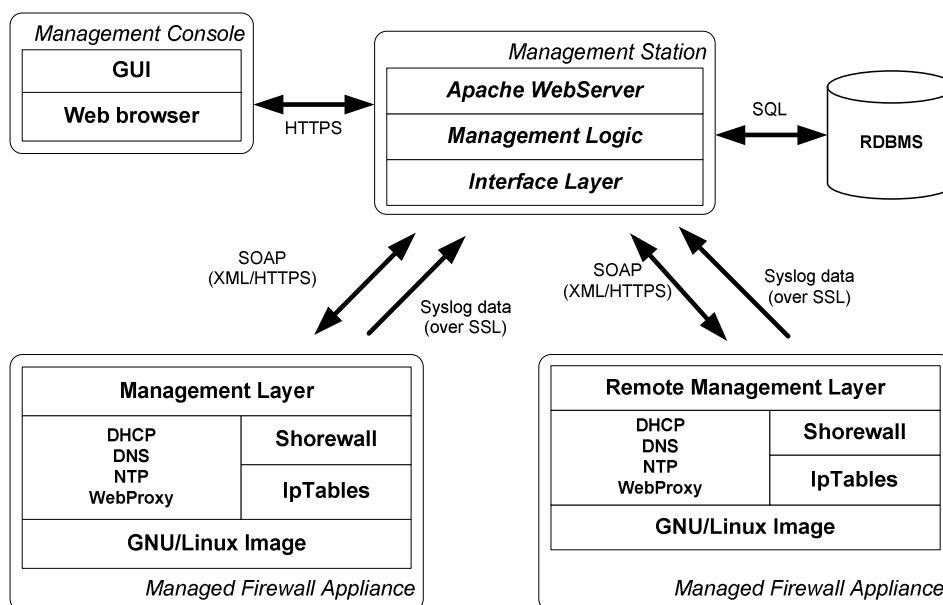 Management Console
GUI
Web browser
HTTPS
Management Station
Apache WebServer
Management Logic
Interface Layer
SQL
RDBMS
SOAP
(XML/HTTPS)
Syslog data
(over SSL)
SOAP
(XML/HTTPS)
Syslog data
(over SSL)
Management Layer
DHCP
DNS
NTP
WebProxy
Shorewall
IpTables
GNU/Linux Image
Managed Firewall Appliance
Remote Management Layer
DHCP
DNS
NTP
WebProxy
Shorewall
IpTables
GNU/Linux Image
Managed Firewall Appliance